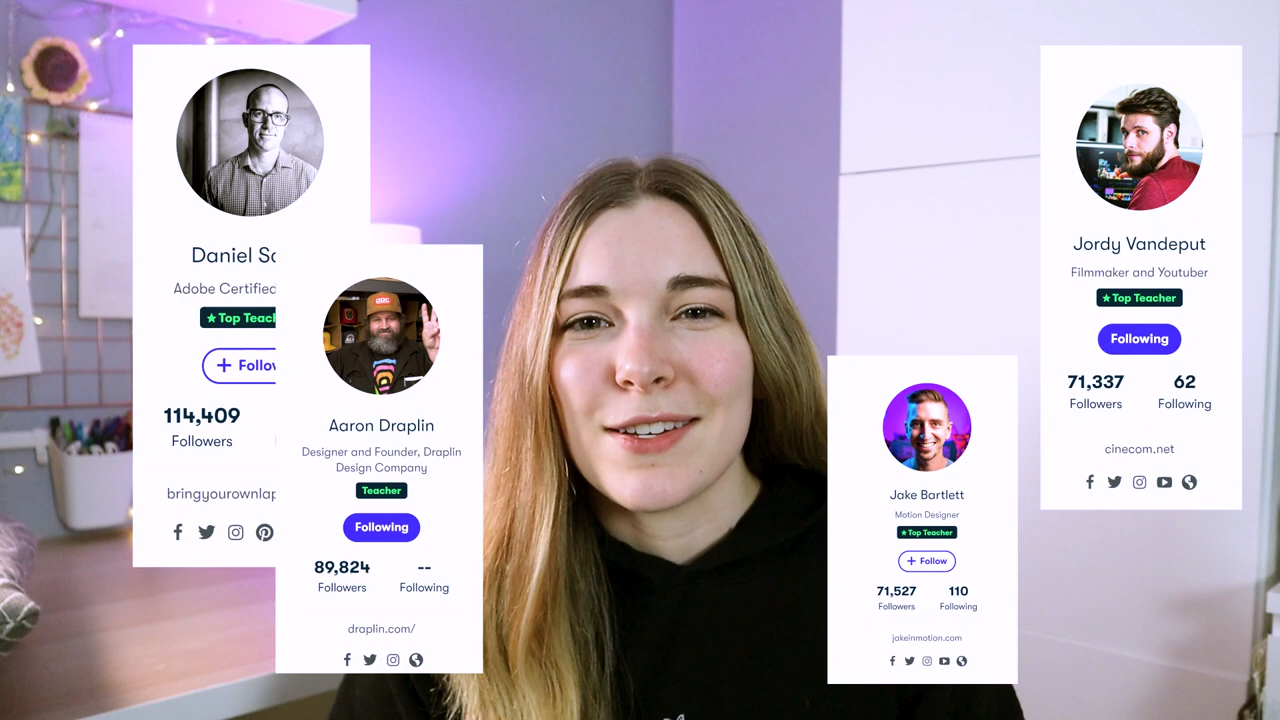 Daniel Sc
Adobe Certified
★ Top Teach
+ Follow
114,409
Followers
bringyourownlap
Aaron Draplin
Designer and Founder, Draplin
Design Company
Teacher
Following
89,824 --
Followers Following
draplin.com/
Jake Bartlett
Motion Designer
★ Top Teacher
+ Follow
71,527 110
Followers Following
jakeinmotion.com
Jordy Vandeput
Filmmaker and Youtuber
★ Top Teacher
Following
71,337 62
Followers Following
cinecom.net